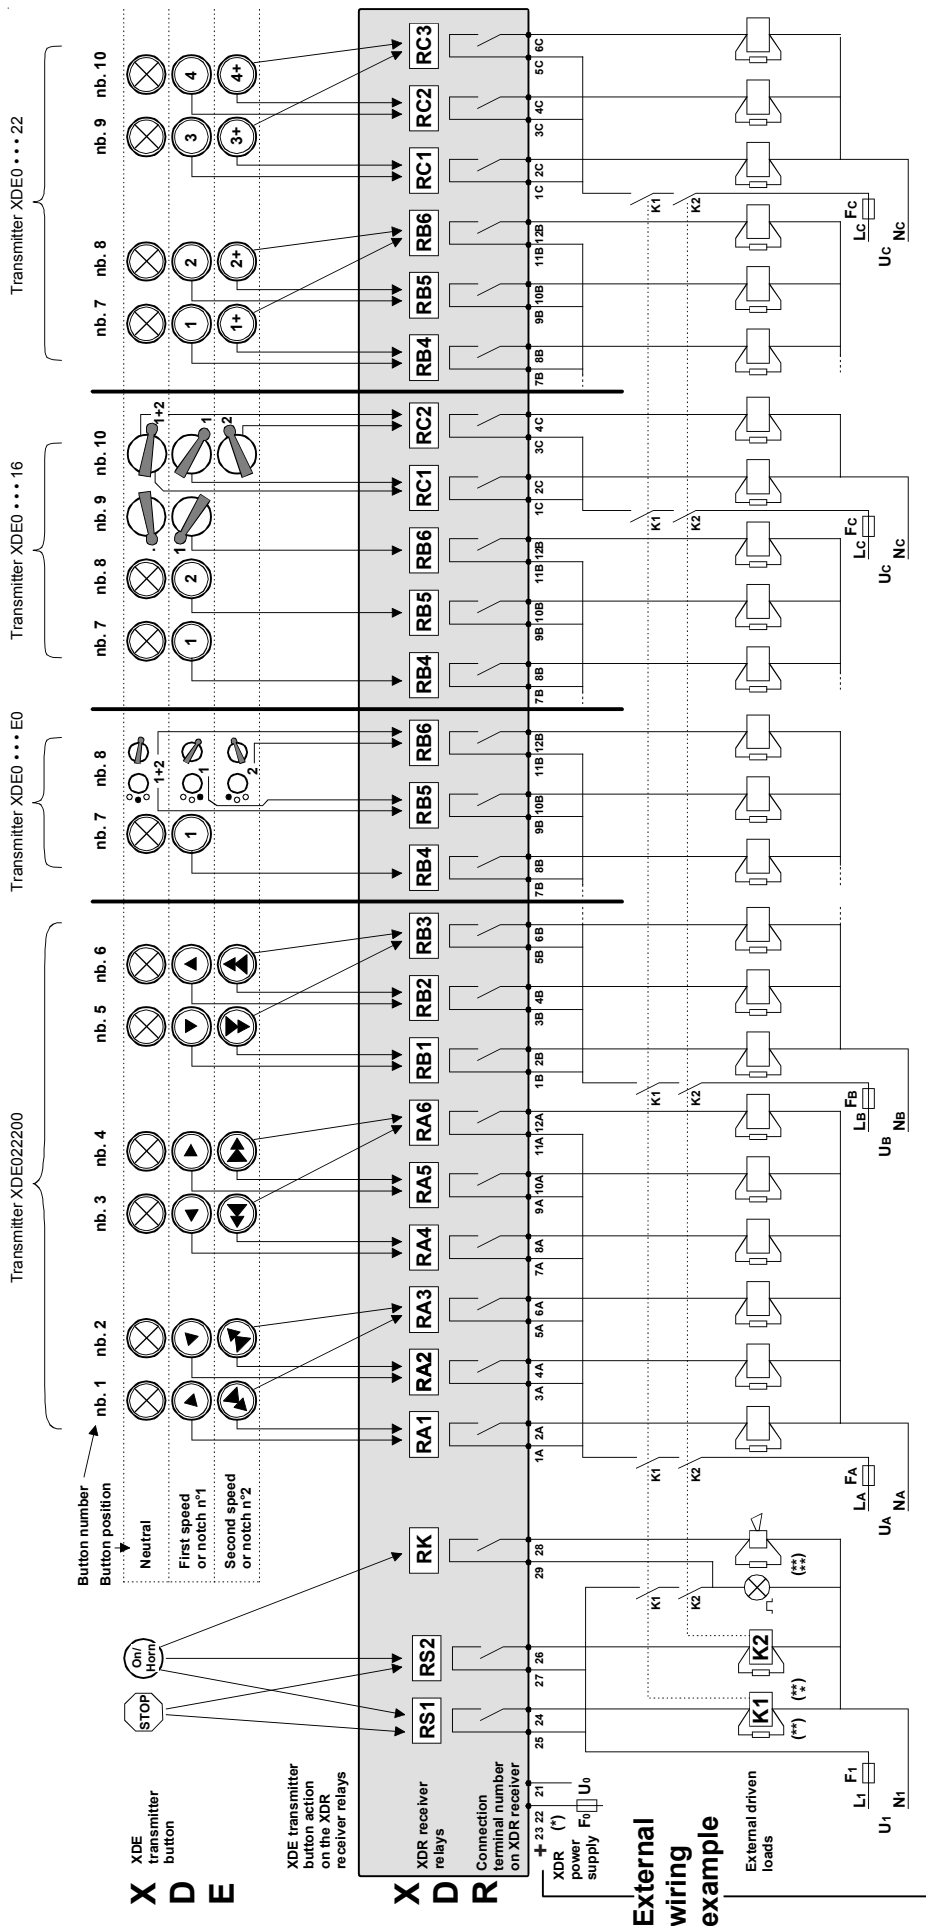 Transmitter XDE022200 Transmitter XDE0 • • • E0 Transmitter XDE0 • • • 16 Transmitter XDE0 • • • 22
Button number nb. 1 nb. 2 nb. 3 nb. 4 nb. 5 nb. 6 nb. 7 nb. 8 nb. 7 nb. 8 nb. 9 nb. 10 nb. 7 nb. 8 nb. 9 nb. 10
Button position
X D E
XDE
transmitter
button
STOP
On/
Horn
Neutral
1+2
.
1+2
First speed
or notch n°1
1
1
1
2
1
1
1
2
3
4
Second speed
or notch n°2
2
2
1+
2+
3+
4+
XDE transmitter
button action
on the XDR
receiver relays
X D R
XDR receiver
relays
RS1 RS2 RK RA1 RA2 RA3 RA4 RA5 RA6 RB1 RB2 RB3 RB4 RB5 RB6 RB4 RB5 RB6 RC1 RC2 RB4 RB5 RB6 RC1 RC2 RC3
Connection
terminal number
on XDR receiver
+ 23 22 21
25 24 27 26 29 28
1A 2A 3A 4A 5A 6A 7A 8A 9A 10A 11A 12A
1B 2B 3B 4B 5B 6B
7B 8B 9B 10B 11B 12B
7B 8B 9B 10B 11B 12B 1C 2C 3C 4C
7B 8B 9B 10B 11B 12B 1C 2C 3C 4C 5C 6C
XDR
power
supply
(*)
F0 U0
External
wiring
example
K1 K1 K1 K1 K1
K2 K2 K2 K2 K2
External driven
loads
K1 K2
(**)
(**
*)
(**
**)
L1 F1 LA FA LB FB LC FC LC FC
U1 UA UB UC UC
N1 NA NB NC NC